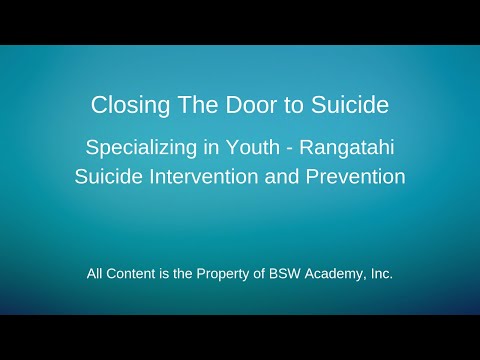 Closing The Door to Suicide
Specializing in Youth - Rangatahi
Suicide Intervention and Prevention
All Content is the Property of BSW Academy, Inc.